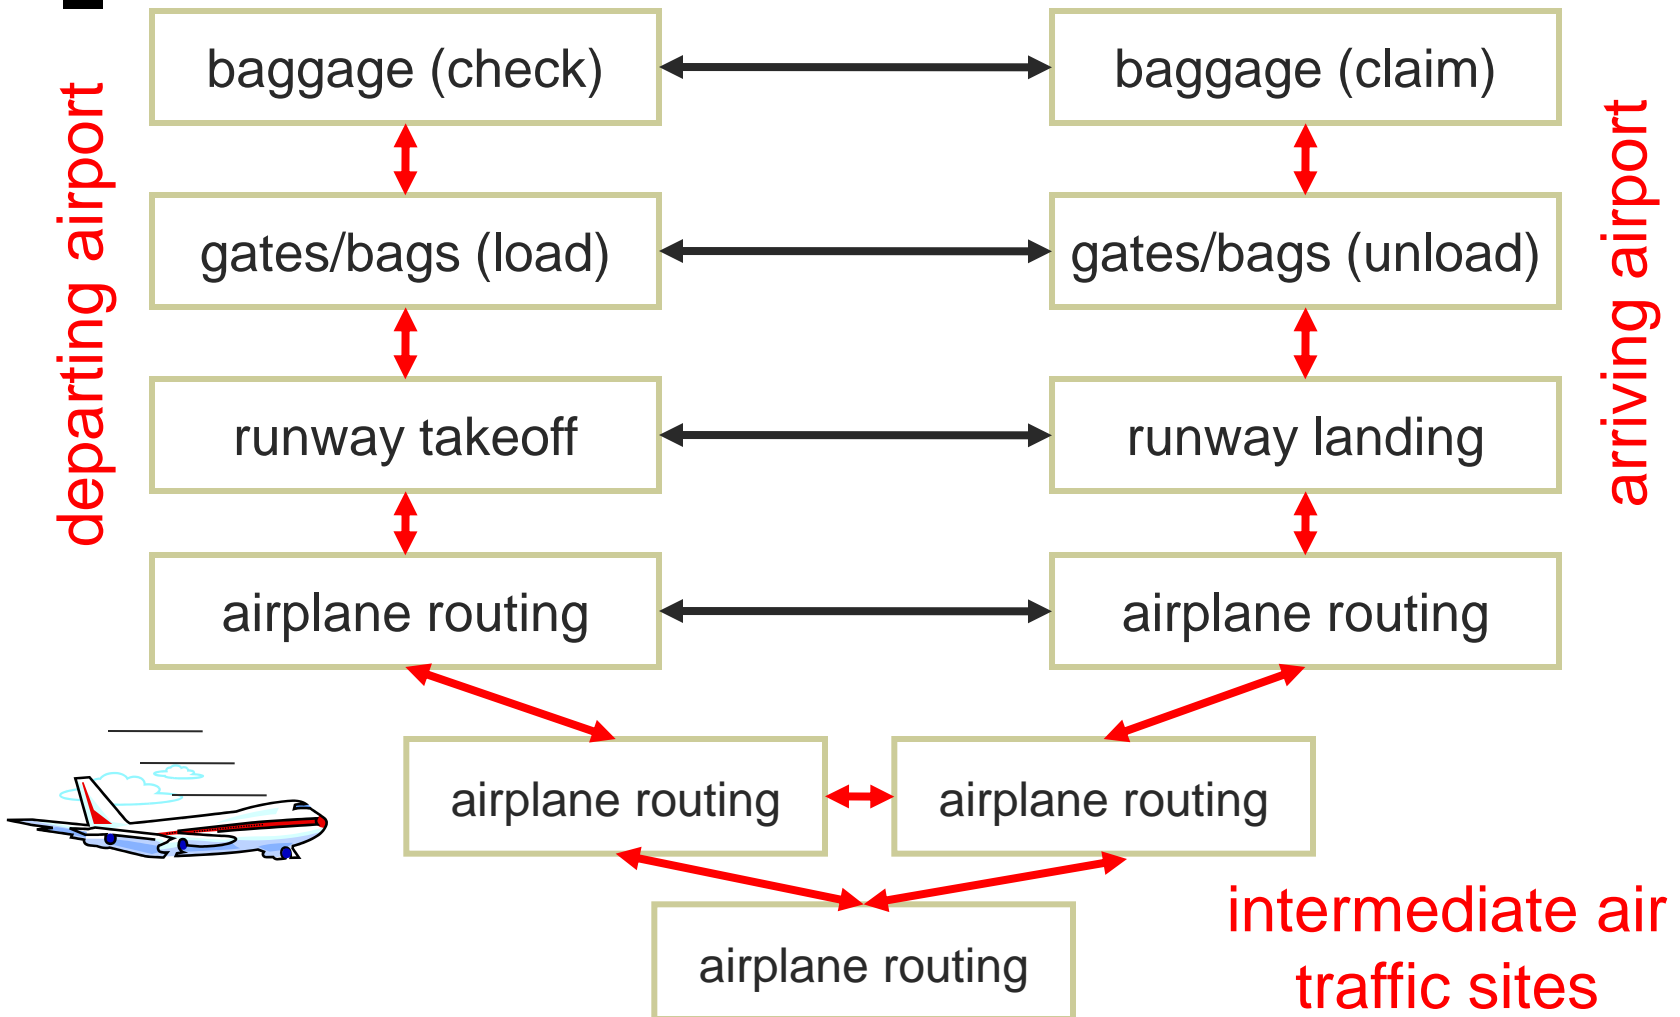 baggage (check)
baggage (claim)
departing airport
arriving airport
gates/bags (load)
gates/bags (unload)
runway takeoff
runway landing
airplane routing
airplane routing
airplane routing
airplane routing
airplane routing
intermediate air
traffic sites